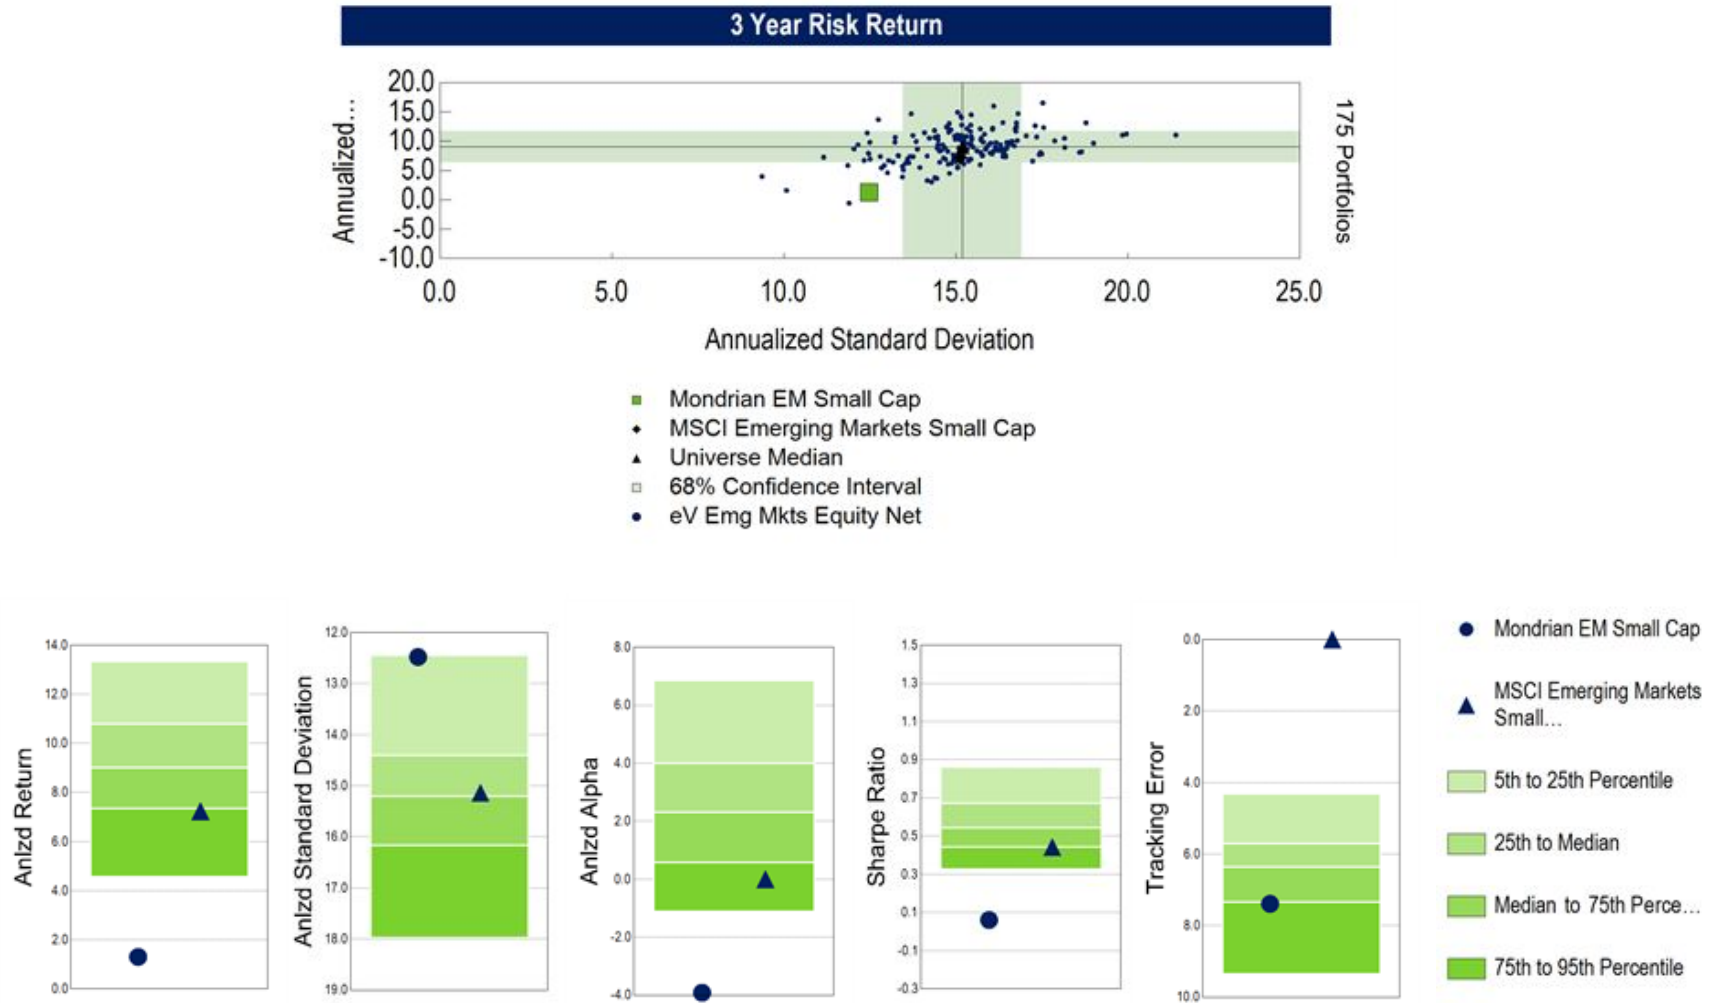 3 Year Risk Return
Annualized...
20.0
15.0
10.0
5.0
0.0
-5.0
-10.0
0.0 5.0 10.0 15.0 20.0 25.0
Annualized Standard Deviation
175 Portfolios
Mondrian EM Small Cap
MSCI Emerging Markets Small Cap
Universe Median
68% Confidence Interval
eV Emg Mkts Equity Net
Anlzd Return
14.0
12.0
10.0
8.0
6.0
4.0
2.0
0.0
Anlzd Standard Deviation
12.0
13.0
14.0
15.0
16.0
17.0
18.0
19.0
Anlzd Alpha
8.0
6.0
4.0
2.0
0.0
-2.0
-4.0
Sharpe Ratio
1.5
1.3
1.1
0.9
0.7
0.5
0.3
0.1
-0.1
-0.3
Tracking Error
0.0
2.0
4.0
6.0
8.0
10.0
Mondrian EM Small Cap
MSCI Emerging Markets
Small...
5th to 25th Percentile
25th to Median
Median to 75th Perce...
75th to 95th Percentile